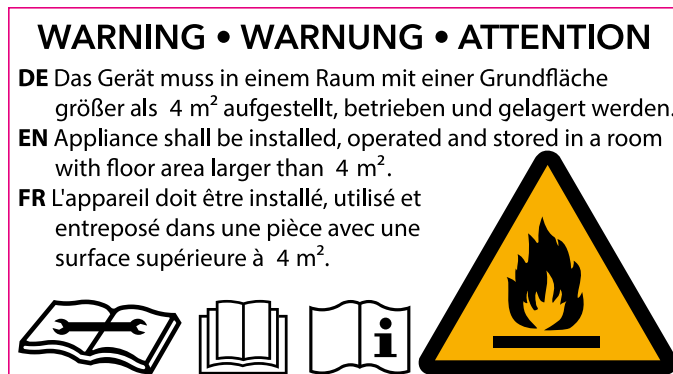 WARNING • WARNUNG • ATTENTION
DE Das Gerät muss in einem Raum mit einer Grundfläche
größer als 4 m² aufgestellt, betrieben und gelagert werden.
EN Appliance shall be installed, operated and stored in a room
with floor area larger than 4 m².
FR L'appareil doit être installé, utilisé et
entreposé dans une pièce avec une
surface supérieure à 4 m².
i